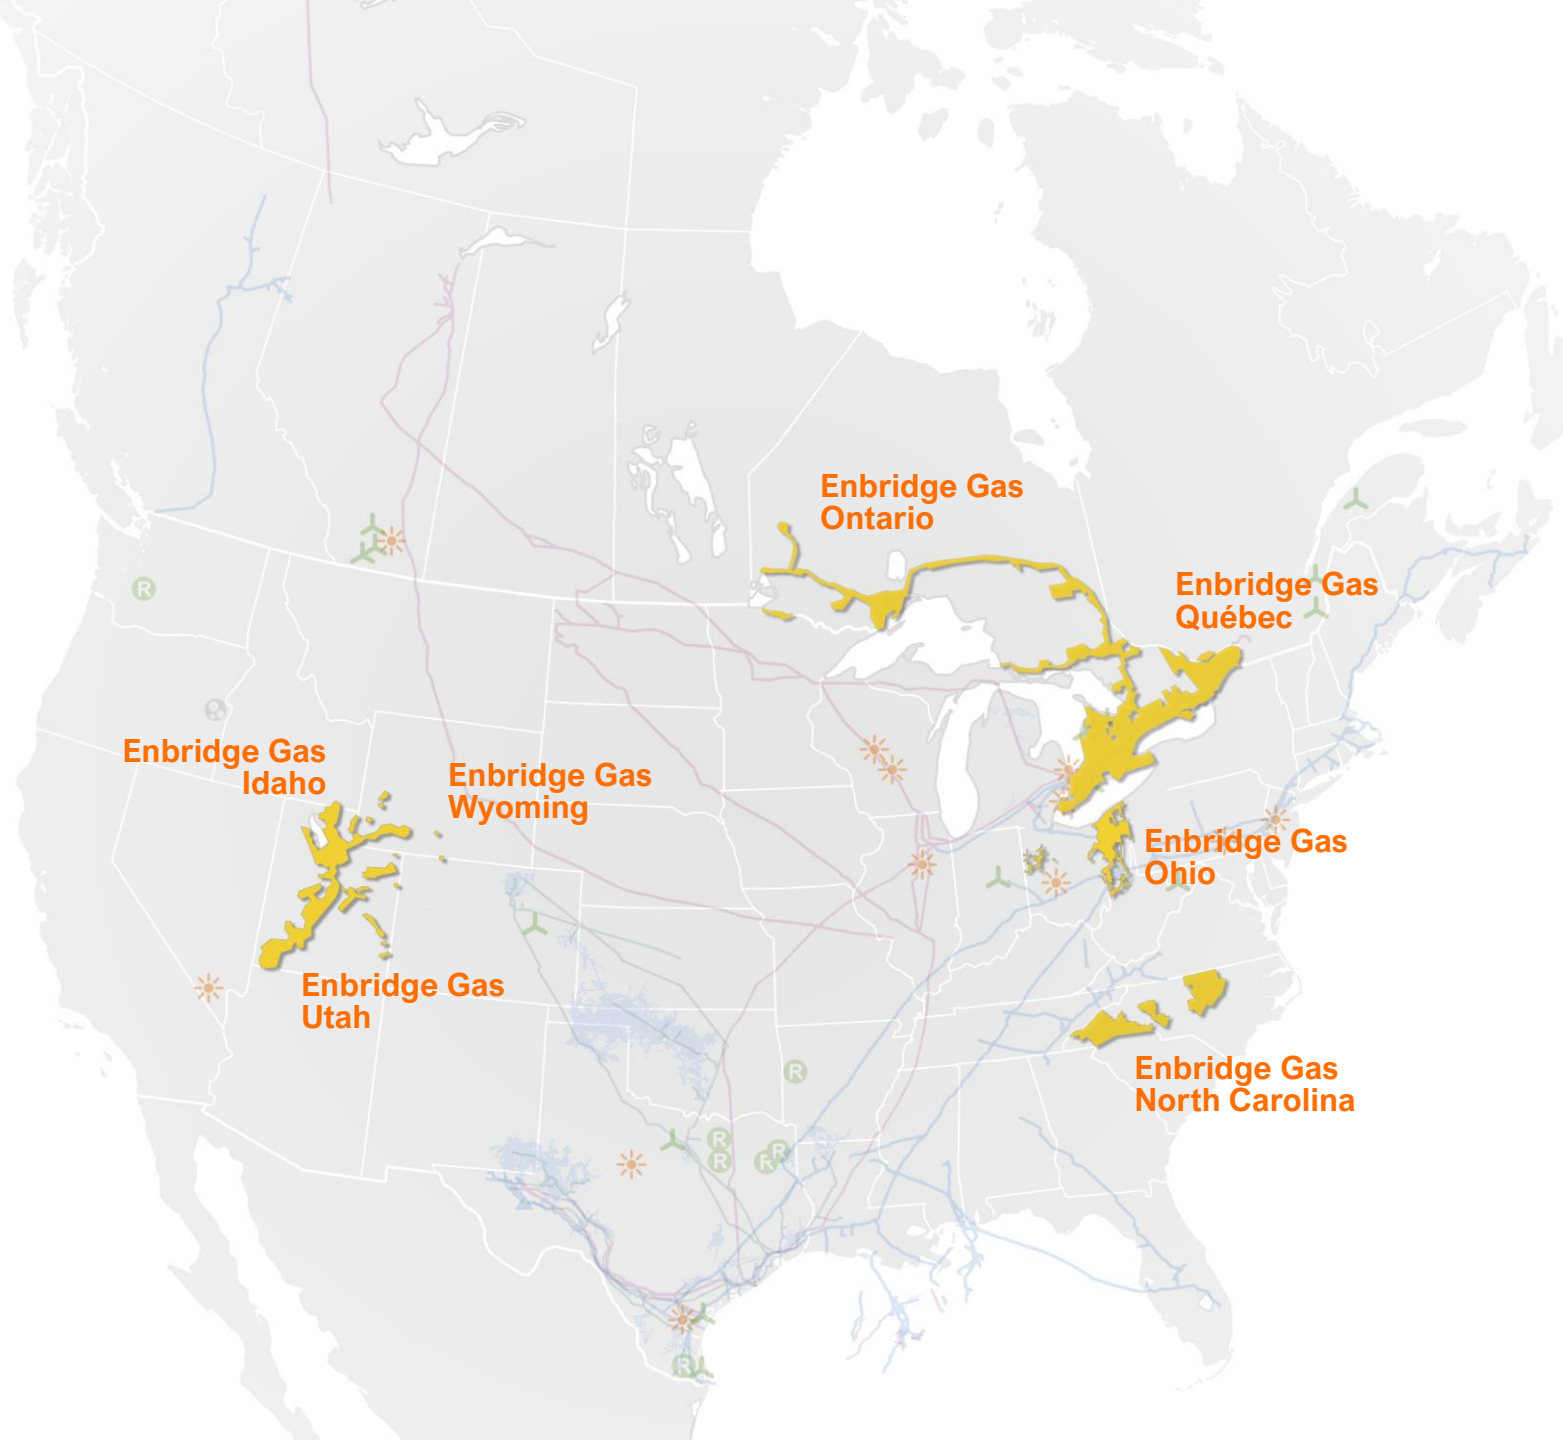 Enbridge Gas
Ontario
Enbridge Gas
Québec
R
Enbridge Gas
Idaho
Enbridge Gas
Wyoming
Enbridge Gas
Ohio
Enbridge Gas
Utah
Enbridge Gas
North Carolina
R
R
R
R
R
R